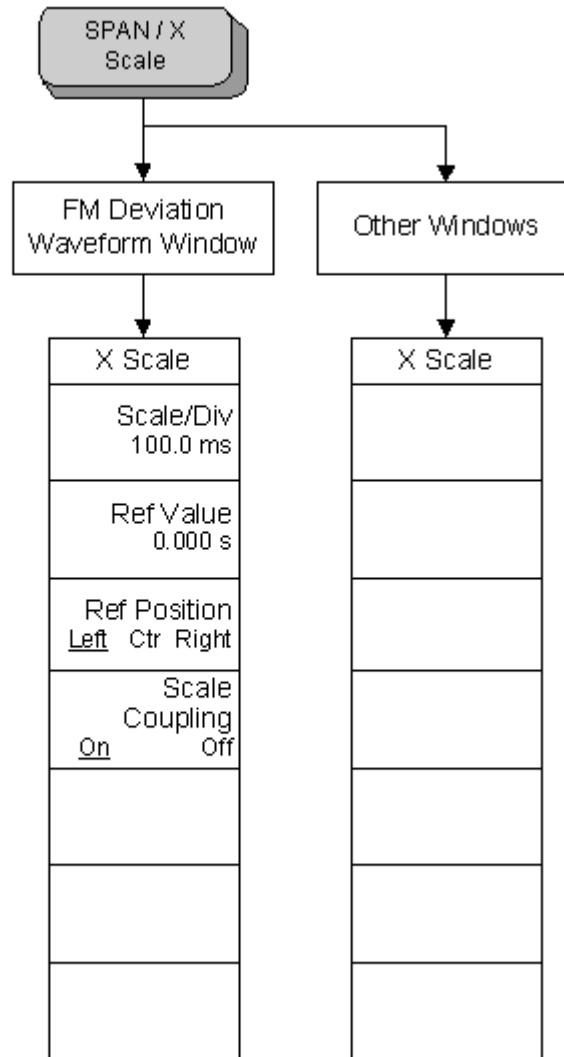 SPAN / X
Scale
FM Deviation
Waveform Window
Other Windows
X Scale
Scale/Div
100.0 ms
Ref Value
0.000 s
Ref Position
Left Ctr Right
Scale
Coupling
On Off
X Scale